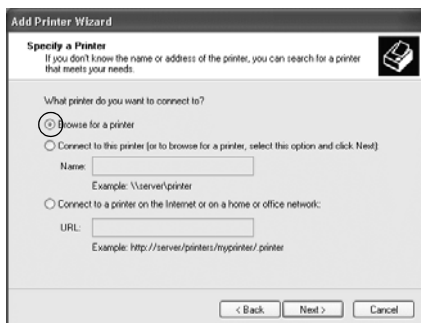 Add Printer Wizard
Specify a Printer
If you don't know the name or address of the printer, you can search for a printer
that meets your needs.
What printer do you want to connect to?
Browse for a printer
Connect to this printer (or to browse for a printer, select this option and click Next):
Name:
Example: \\server\printer
Connect to a printer on the Internet or on a home or office network:
URL:
Example: http://server/printers/myprinter/.printer
< Back Next > Cancel